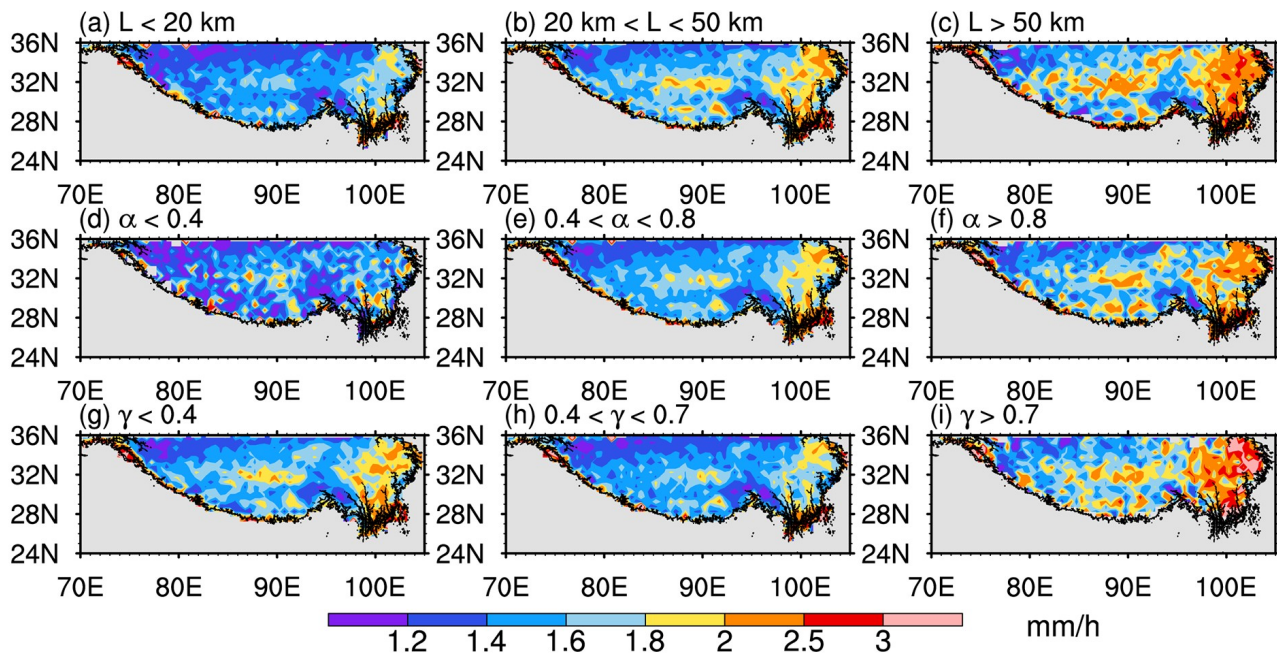 (a) L < 20 km
(b) 20 km < L < 50 km
(c) L > 50 km
36N 36N 36N
32N 32N 32N
28N 28N 28N
24N 24N 24N
70E 80E 90E 100E 70E 80E 90E 100E 70E 80E 90E 100E
(d) α < 0.4
(e) 0.4 < α < 0.8
(f) α > 0.8
36N 36N 36N
32N 32N 32N
28N 28N 28N
24N 24N 24N
70E 80E 90E 100E 70E 80E 90E 100E 70E 80E 90E 100E
(g) γ < 0.4
(h) 0.4 < γ < 0.7
(i) γ > 0.7
36N 36N 36N
32N 32N 32N
28N 28N 28N
24N 24N 24N
70E 80E 90E 100E 70E 80E 90E 100E 70E 80E 90E 100E
1.2 1.4 1.6 1.8 2 2.5 3 mm/h